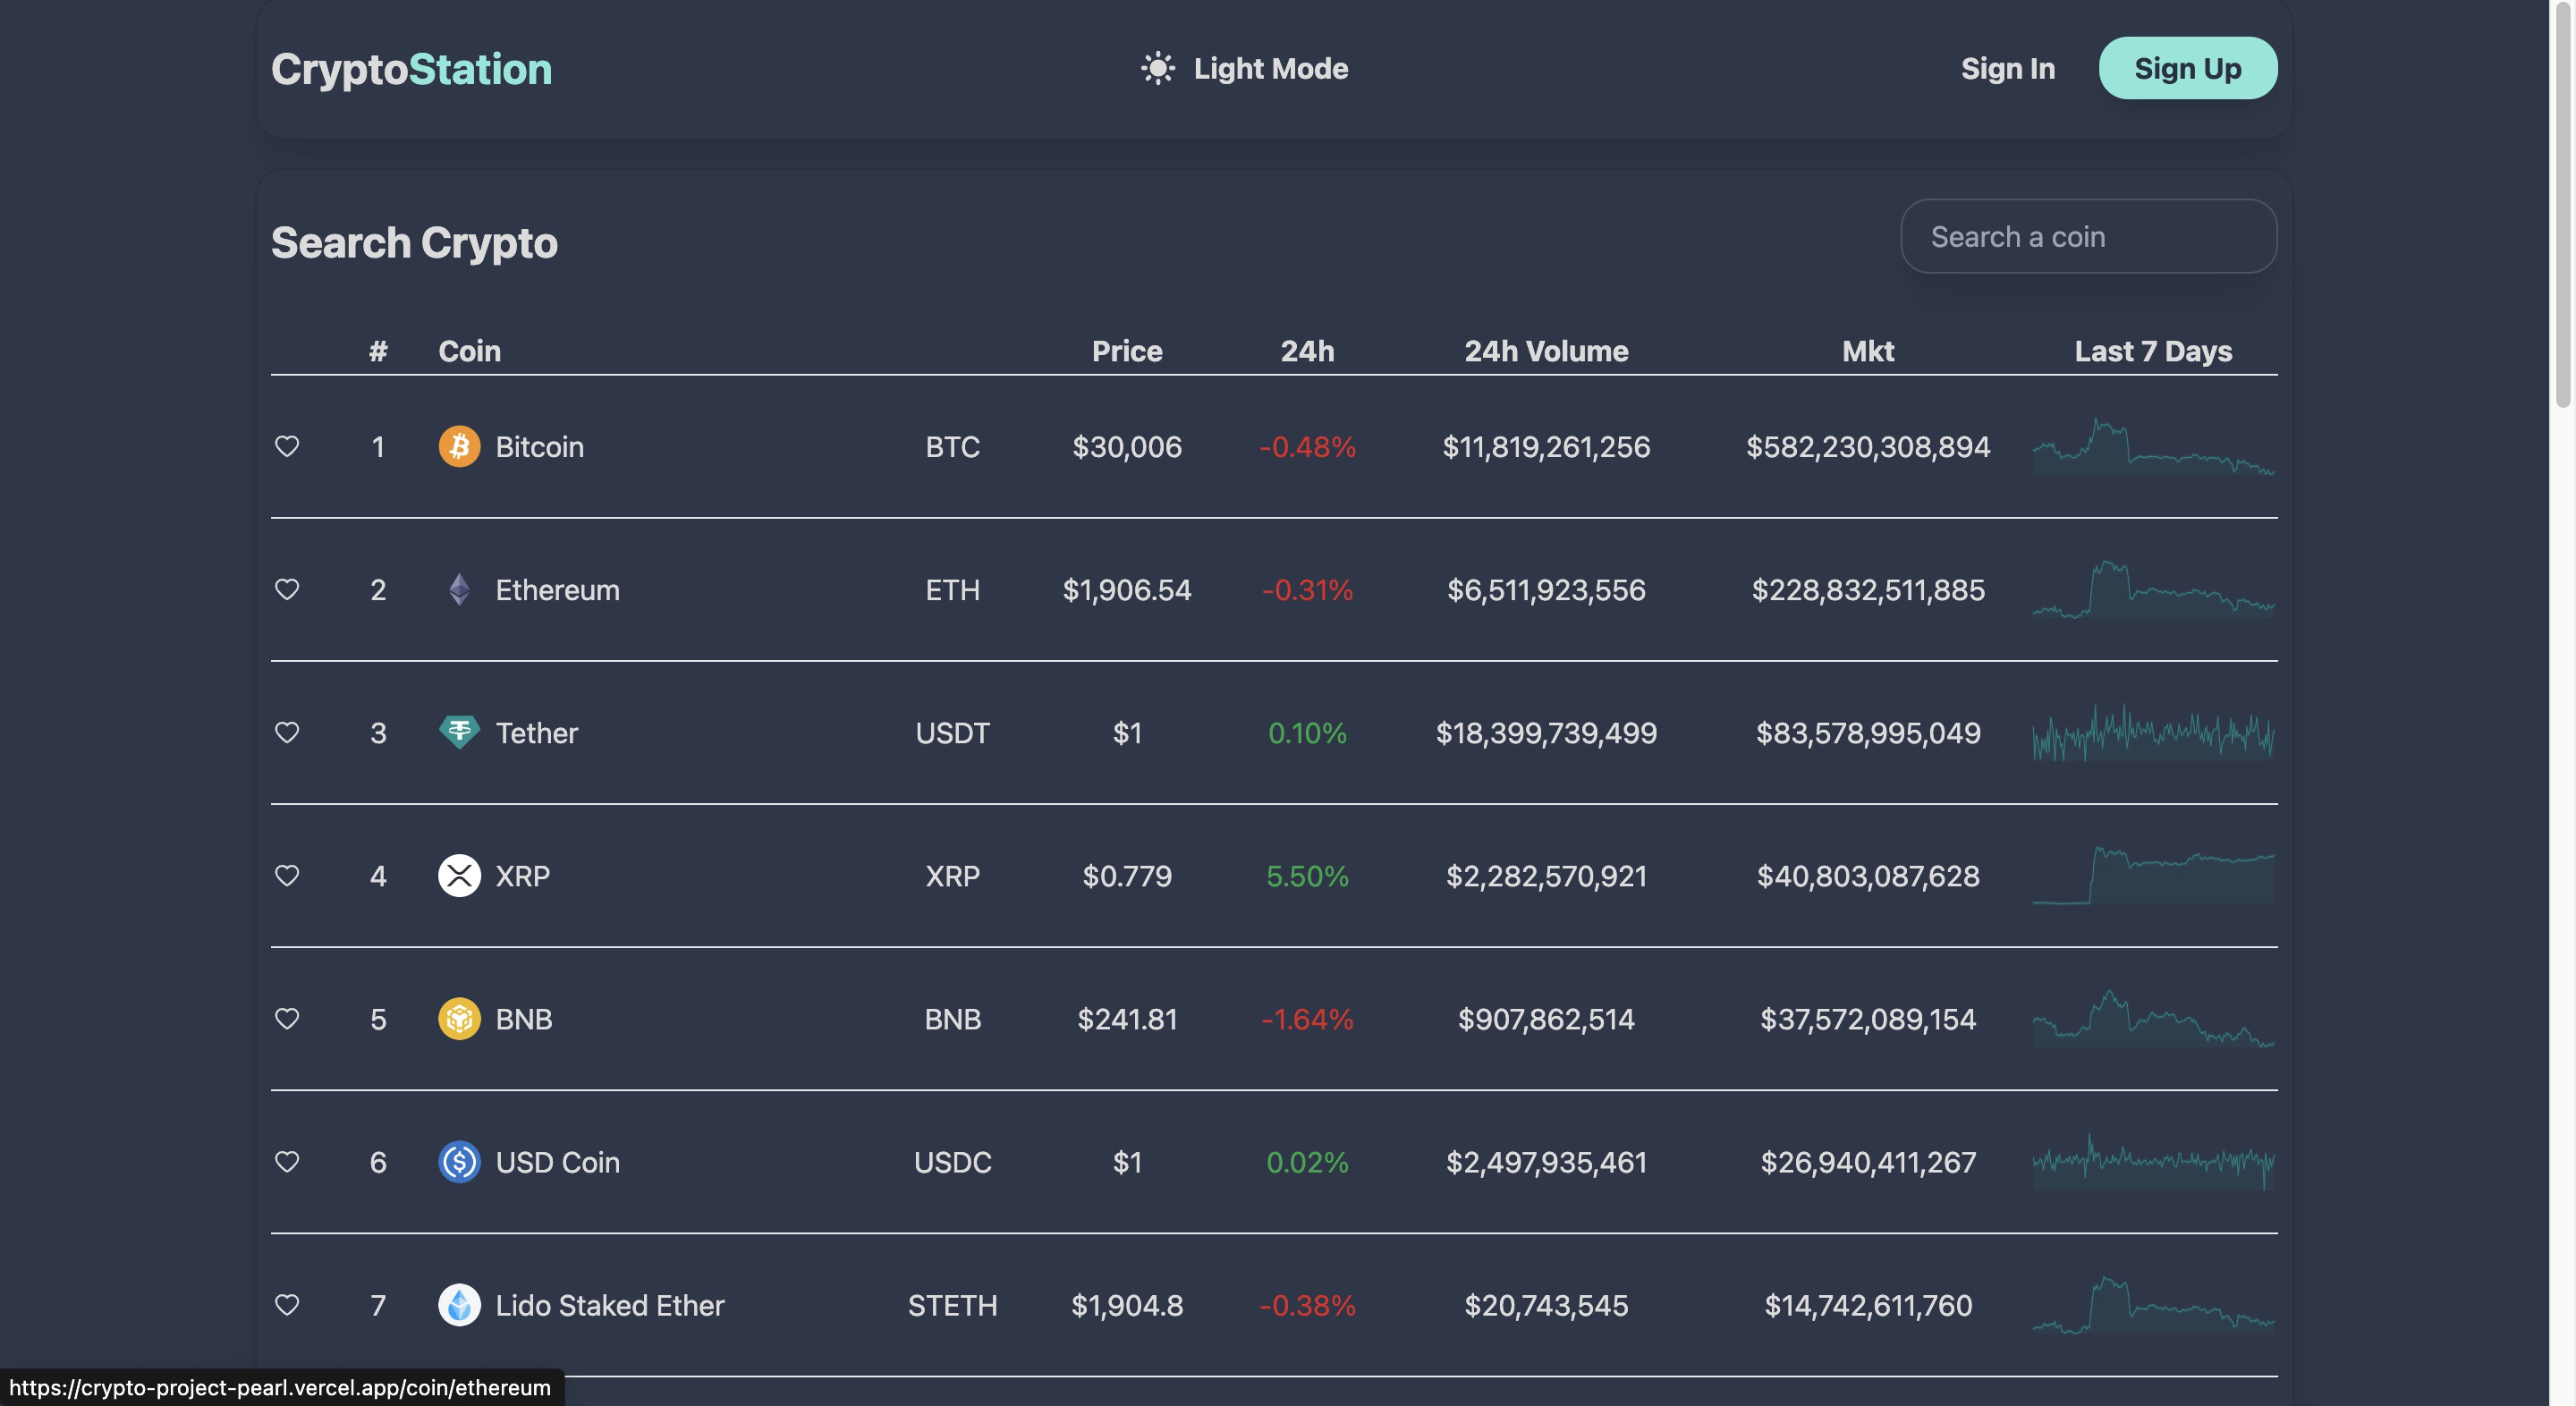 CryptoStation Light Mode Sign In Sign Up
Search Crypto Search a coin
# Coin Price 24h 24h Volume Mkt Last 7 Days
1 Bitcoin BTC $30,006 -0.48% $11,819,261,256 $582,230,308,894
2 Ethereum ETH $1,906.54 -0.31% $6,511,923,556 $228,832,511,885
3 Tether USDT $1 0.10% $18,399,739,499 $83,578,995,049
4 XRP XRP $0.779 5.50% $2,282,570,921 $40,803,087,628
5 BNB BNB $241.81 -1.64% $907,862,514 $37,572,089,154
6 USD Coin USDC $1 0.02% $2,497,935,461 $26,940,411,267
7 Lido Staked Ether STETH $1,904.8 -0.38% $20,743,545 $14,742,611,760
https://crypto-project-pearl.vercel.app/coin/ethereum